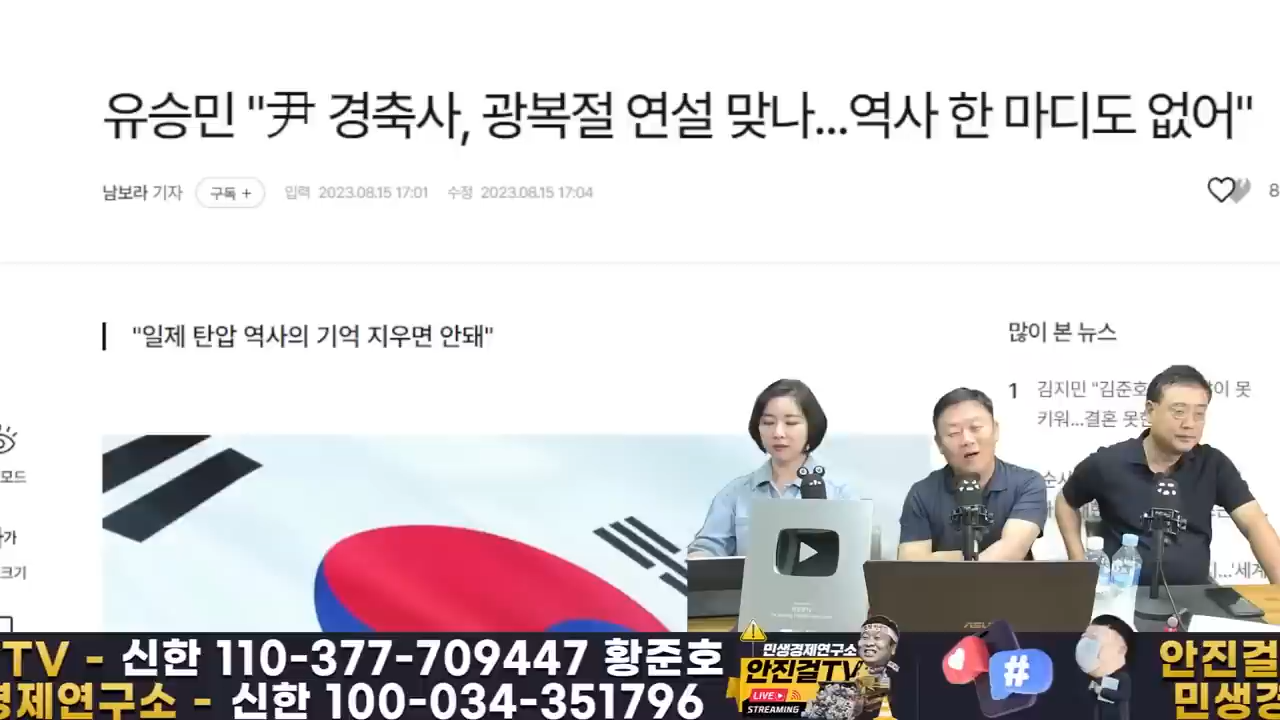 유승민 "尹 경축사, 광복절 연설 맞나...역사 한 마디도 없어"
남보라 기자 구독 + 입력 2023.08.15 17:01 수정 2023.08.15 17:04
8
"일제 탄압 역사의 기억 지우면 안돼"
많이 본 뉴스
1 김지민 "김준호 이 못
키워...결혼 못
모드
크기
ASUS
TV - 신한 110-377-709447 황준호
경제연구소 - 신한 100-034-351796
민생경제연구소
안진걸TV
LIVE
STREAMING
#
안진걸
민생경